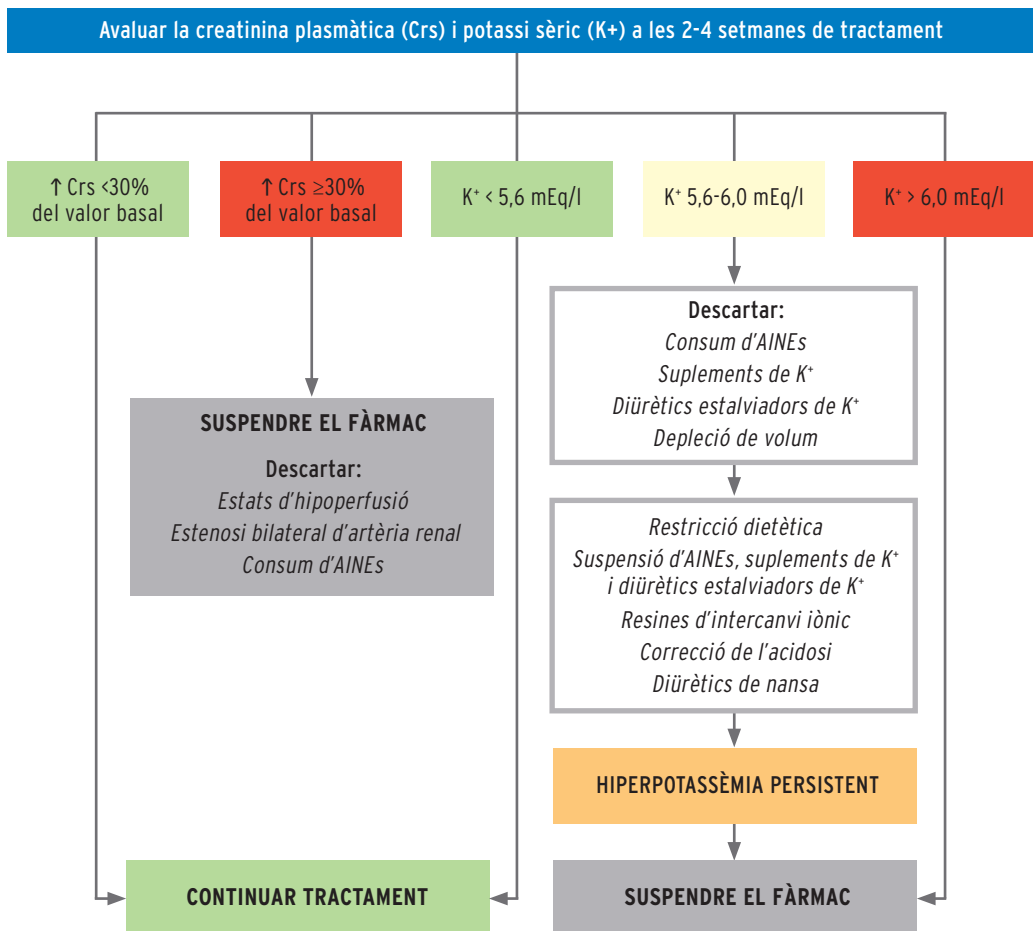 Avaluar la creatinina plasmàtica (Crs) i potassi sèric (K+) a les 2-4 setmanes de tractament
↑ Crs <30%
del valor basal
↑ Crs ≥30%
del valor basal
K⁺ < 5,6 mEq/l
K⁺ 5,6-6,0 mEq/l
K⁺ > 6,0 mEq/l
SUSPENDRE EL FÀRMAC
Descartar:
Estats d'hipoperfusió
Estenosi bilateral d'artèria renal
Consum d'AINEs
Descartar:
Consum d'AINEs
Suplements de K⁺
Diürètics estalviadors de K⁺
Depleció de volum
Restricció dietètica
Suspensió d'AINEs, suplements de K⁺
i diürètics estalviadors de K⁺
Resines d'intercanvi iònic
Correcció de l'acidosi
Diürètics de nansa
HIPERPOTASSÈMIA PERSISTENT
CONTINUAR TRACTAMENT
SUSPENDRE EL FÀRMAC